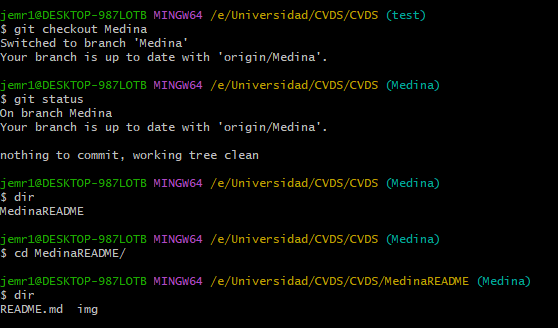 jemr1@DESKTOP-987LOTB MINGW64 /e/Universidad/CVDS/CVDS (test)
$ git checkout Medina
Switched to branch 'Medina'
Your branch is up to date with 'origin/Medina'.
jemr1@DESKTOP-987LOTB MINGW64 /e/Universidad/CVDS/CVDS (Medina)
$ git status
On branch Medina
Your branch is up to date with 'origin/Medina'.
nothing to commit, working tree clean
jemr1@DESKTOP-987LOTB MINGW64 /e/Universidad/CVDS/CVDS (Medina)
$ dir
MedinaREADME
jemr1@DESKTOP-987LOTB MINGW64 /e/Universidad/CVDS/CVDS (Medina)
$ cd MedinaREADME/
jemr1@DESKTOP-987LOTB MINGW64 /e/Universidad/CVDS/CVDS/MedinaREADME (Medina)
$ dir
README.md  img